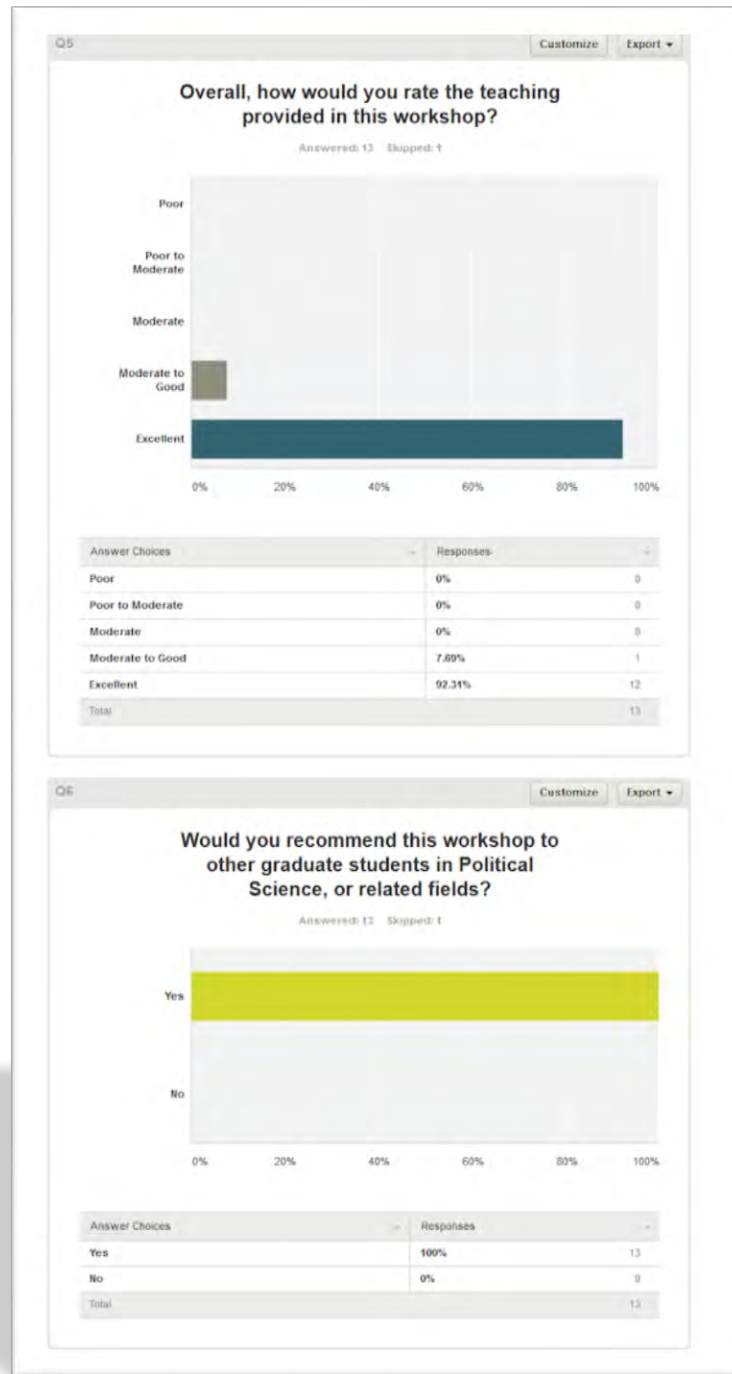 Q5 Customize Export
Overall, how would you rate the teaching
provided in this workshop?
Answered: 13 Skipped: 1
Poor
Poor to
Moderate
Moderate
Moderate to
Good
Excellent
0% 20% 40% 60% 80% 100%
Answer Choices Responses
Poor 0% 0
Poor to Moderate 0% 0
Moderate 0% 0
Moderate to Good 7.69% 1
Excellent 92.31% 12
Total 13
Q6 Customize Export
Would you recommend this workshop to
other graduate students in Political
Science, or related fields?
Answered: 13 Skipped: 1
Yes
No
0% 20% 40% 60% 80% 100%
Answer Choices Responses
Yes 100% 13
No 0% 0
Total 13